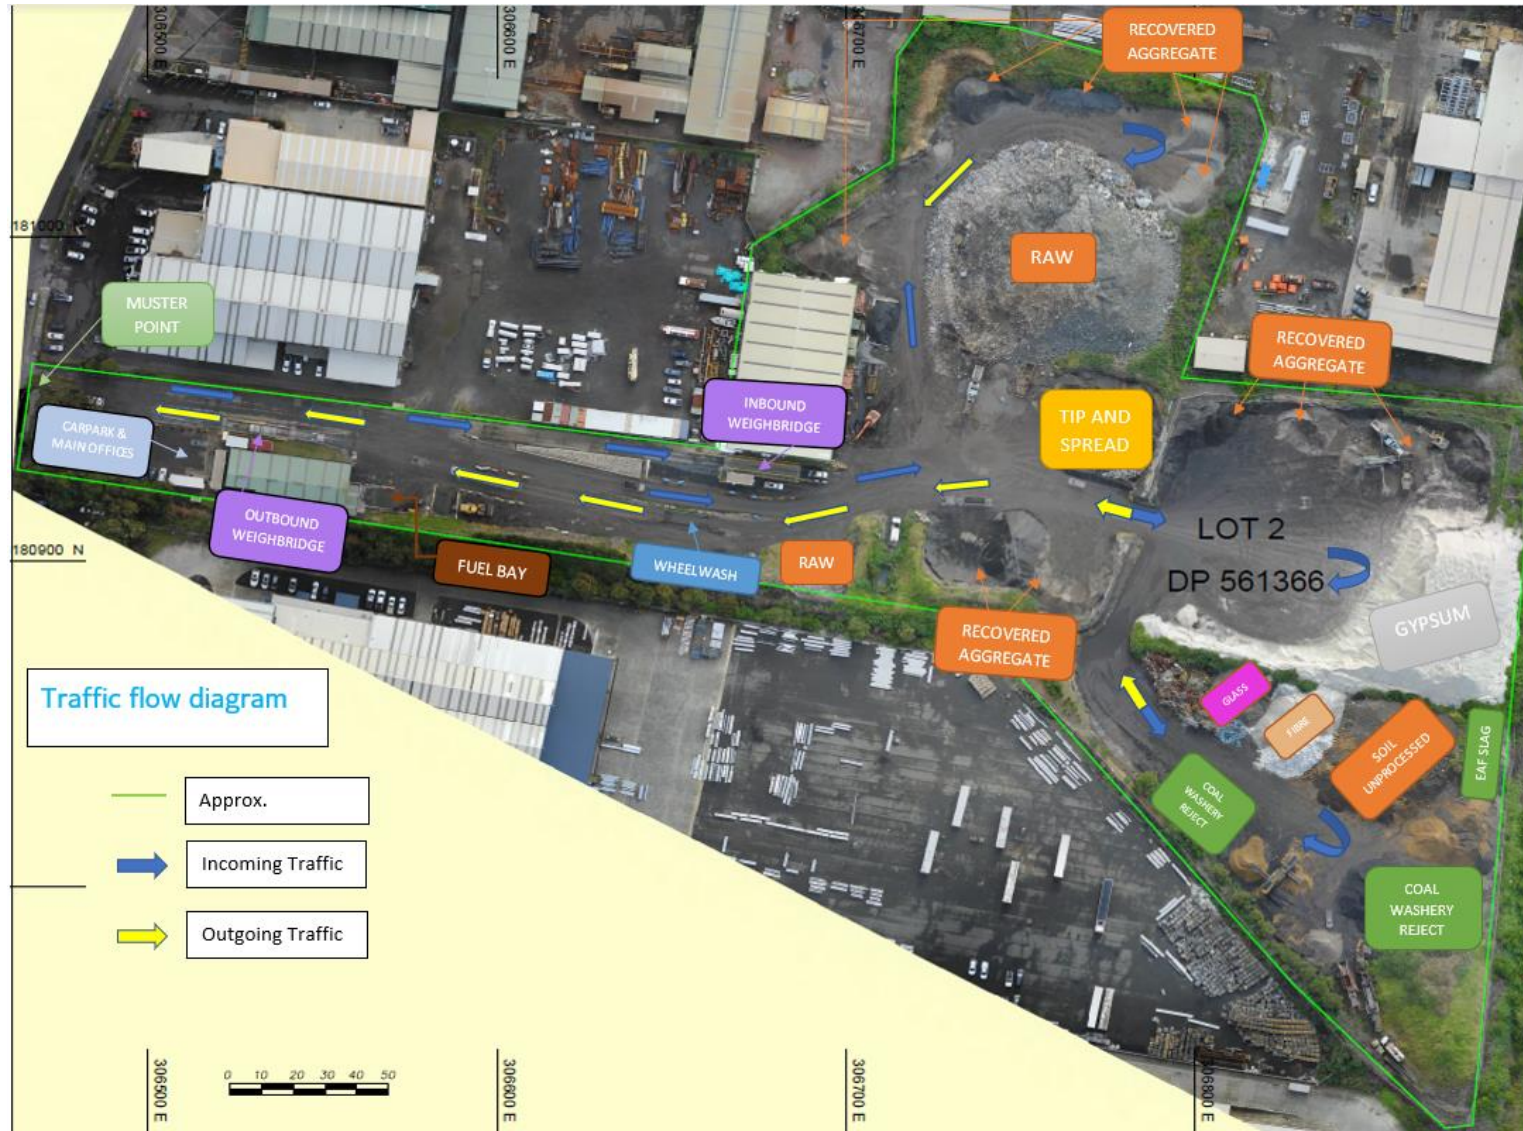 306500 E
306600 E
306700 E
RECOVERED
AGGREGATE
181000 N
RAW
MUSTER
POINT
RECOVERED
AGGREGATE
INBOUND
WEIGHBRIDGE
TIP AND
SPREAD
CARPARK &
MAIN OFFICES
OUTBOUND
WEIGHBRIDGE
LOT 2
180900 N
FUEL BAY
WHEELWASH
RAW
DP 561366
GYPSUM
RECOVERED
AGGREGATE
GLASS
FIBRE
SOIL
UNPROCESSED
EAF SLAG
Traffic flow diagram
COAL
WASHERY
REJECT
Approx.
Incoming Traffic
COAL
WASHERY
REJECT
Outgoing Traffic
0 10 20 30 40 50
306500 E
306600 E
306700 E
306800 E